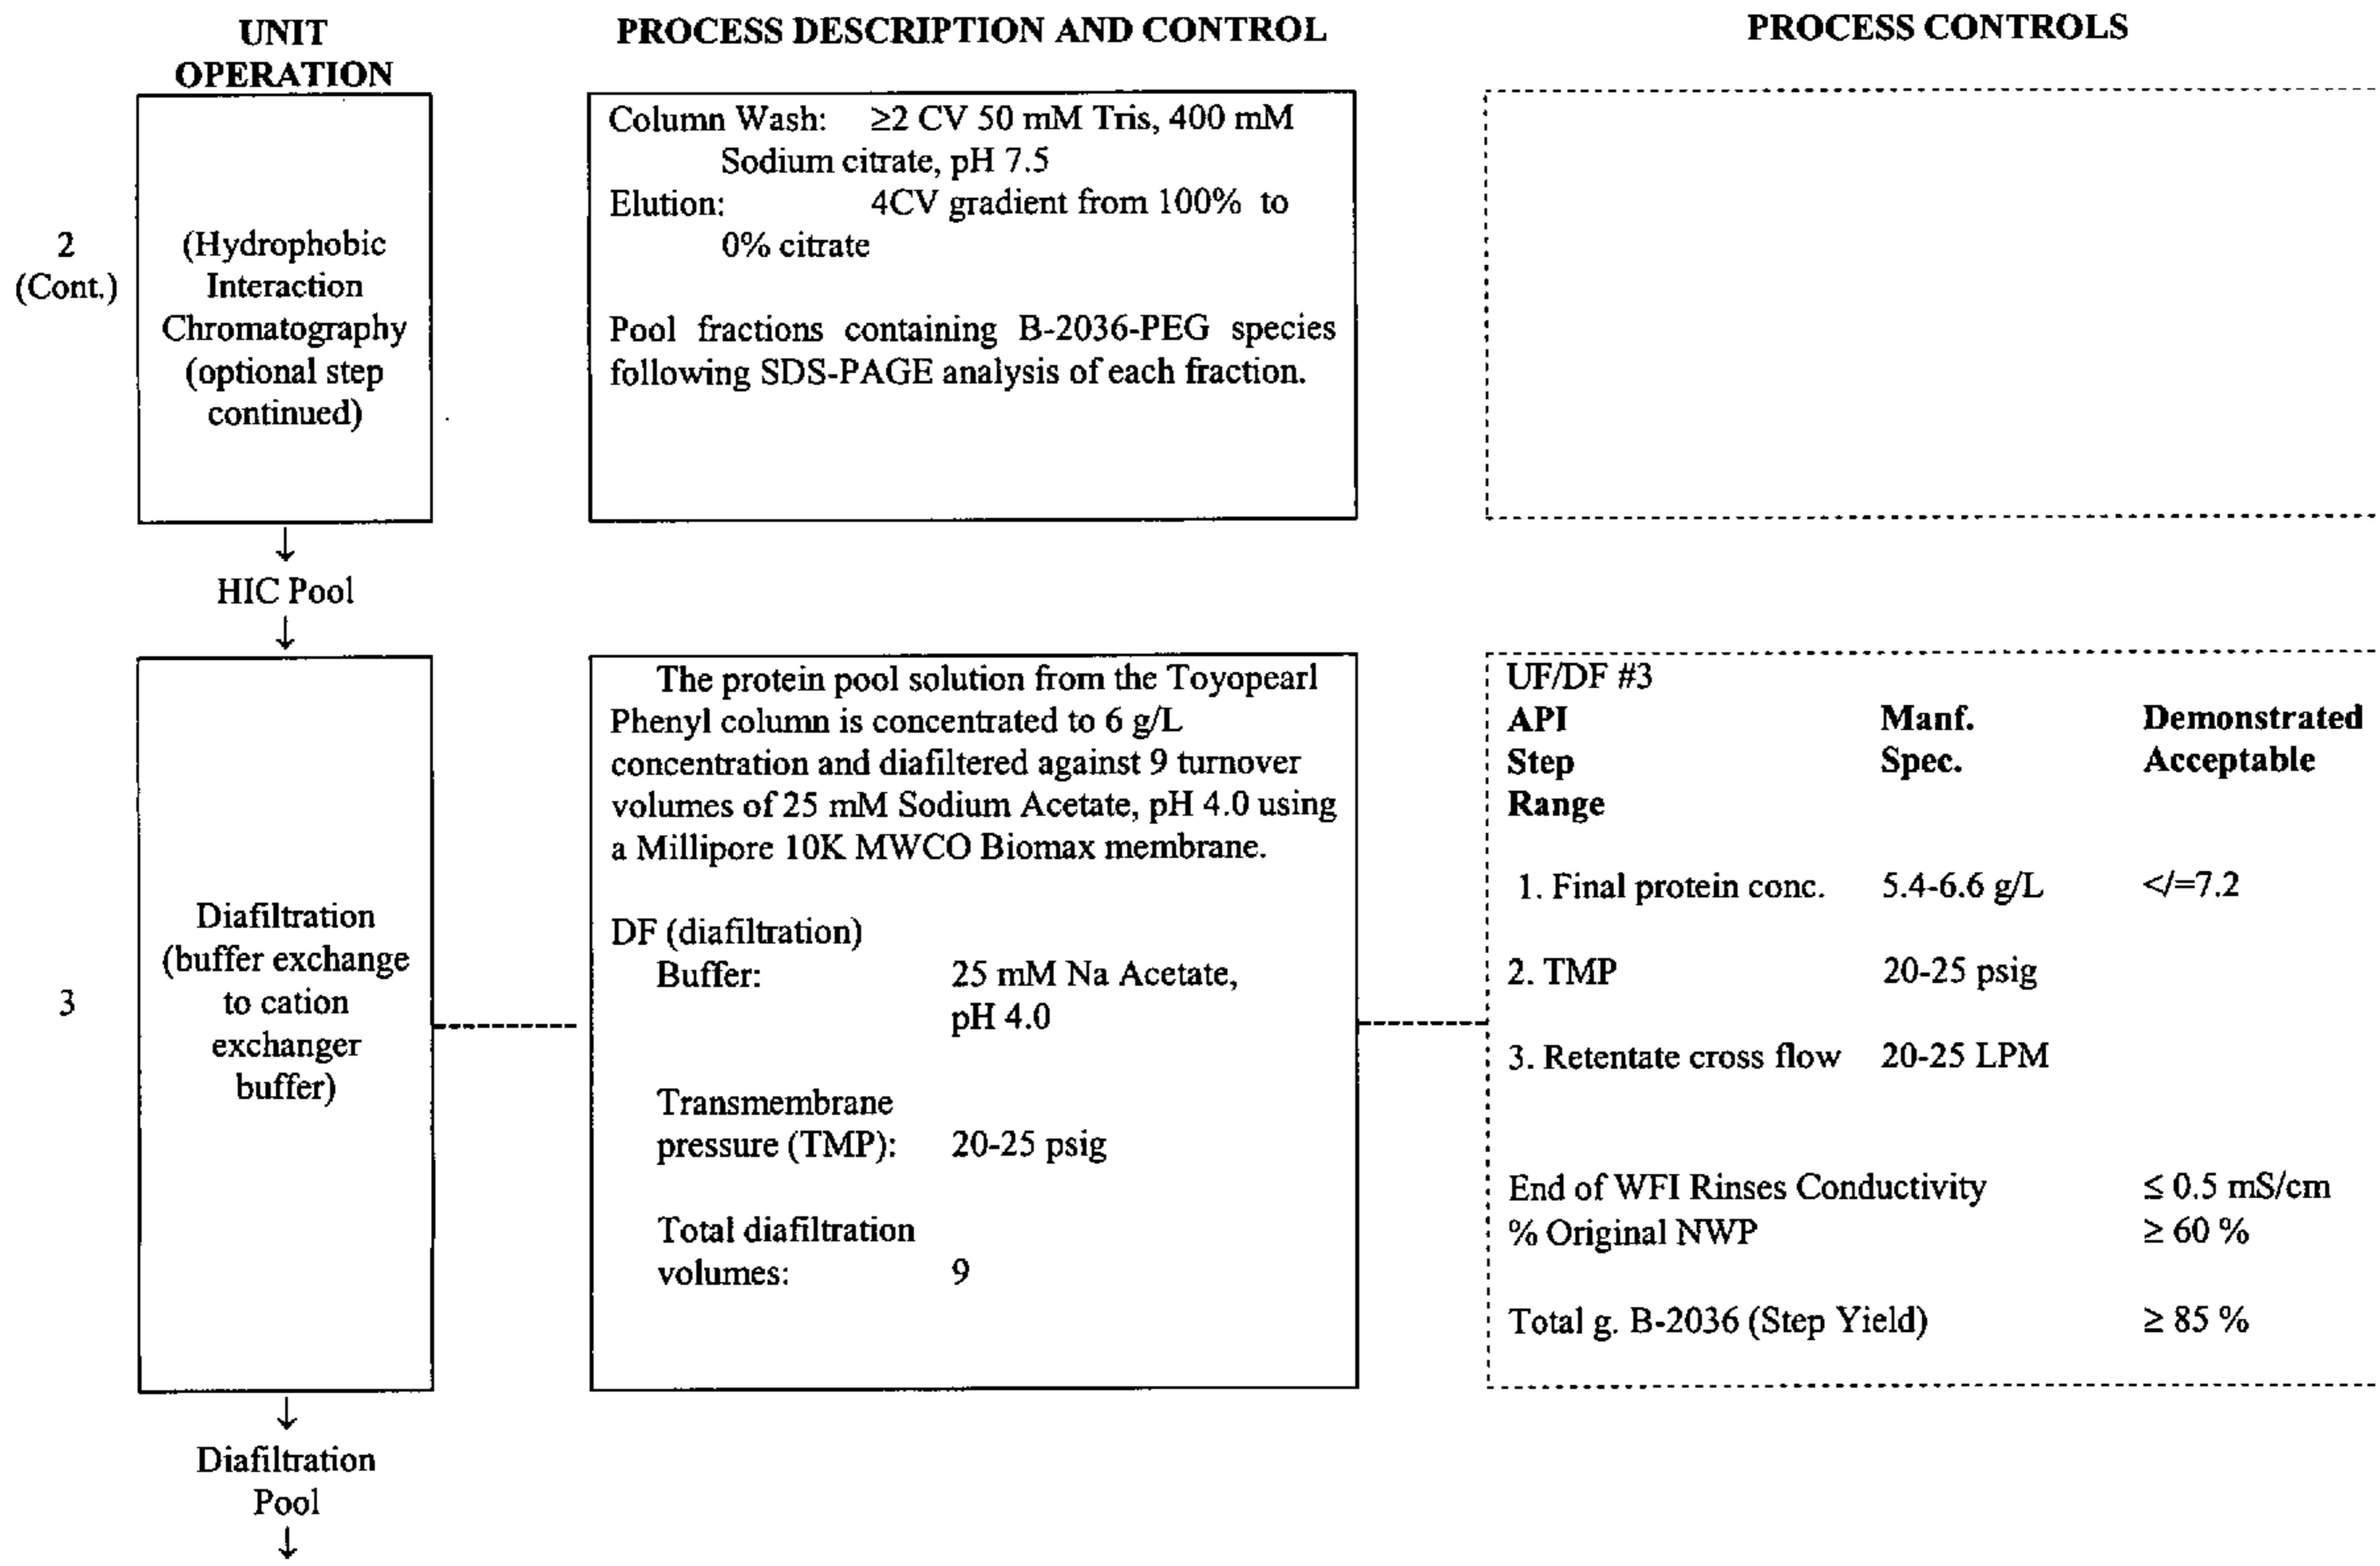 UNIT
OPERATION
PROCESS DESCRIPTION AND CONTROL
PROCESS CONTROLS
2
(Cont.)
(Hydrophobic
Interaction
Chromatography
(optional step
continued)
Column Wash: ≥2 CV 50 mM Tris, 400 mM
Sodium citrate, pH 7.5
Elution: 4CV gradient from 100% to
0% citrate
Pool fractions containing B-2036-PEG species
following SDS-PAGE analysis of each fraction.
↓
HIC Pool
↓
3
Diafiltration
(buffer exchange
to cation
exchanger
buffer)
The protein pool solution from the Toyopearl
Phenyl column is concentrated to 6 g/L
concentration and diafiltered against 9 turnover
volumes of 25 mM Sodium Acetate, pH 4.0 using
a Millipore 10K MWCO Biomax membrane.
DF (diafiltration)
Buffer: 25 mM Na Acetate,
pH 4.0
Transmembrane
pressure (TMP): 20-25 psig
Total diafiltration
volumes: 9
UF/DF #3
API Manf. Demonstrated
Step Spec. Acceptable
Range
1. Final protein conc. 5.4-6.6 g/L </=7.2
2. TMP 20-25 psig
3. Retentate cross flow 20-25 LPM
End of WFI Rinses Conductivity ≤ 0.5 mS/cm
% Original NWP ≥ 60 %
Total g. B-2036 (Step Yield) ≥ 85 %
↓
Diafiltration
Pool
↓